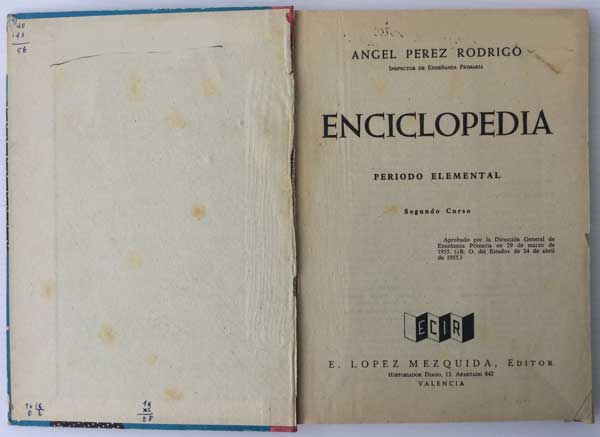 ANGEL PEREZ RODRIGO
INSPECTOR DE ENSEÑANZA PRIMARIA
ENCICLOPEDIA
PERIODO ELEMENTAL
Segundo Curso
Aprobado por la Dirección General de
Enseñanza Primaria en 29 de marzo de
1955. («B. O. del Estado» de 24 de abril
de 1955.)
ECIR
E. LOPEZ MEZQUIDA, EDITOR
HISTORIADOR DIAGO, 13. APARTADO 642
VALENCIA